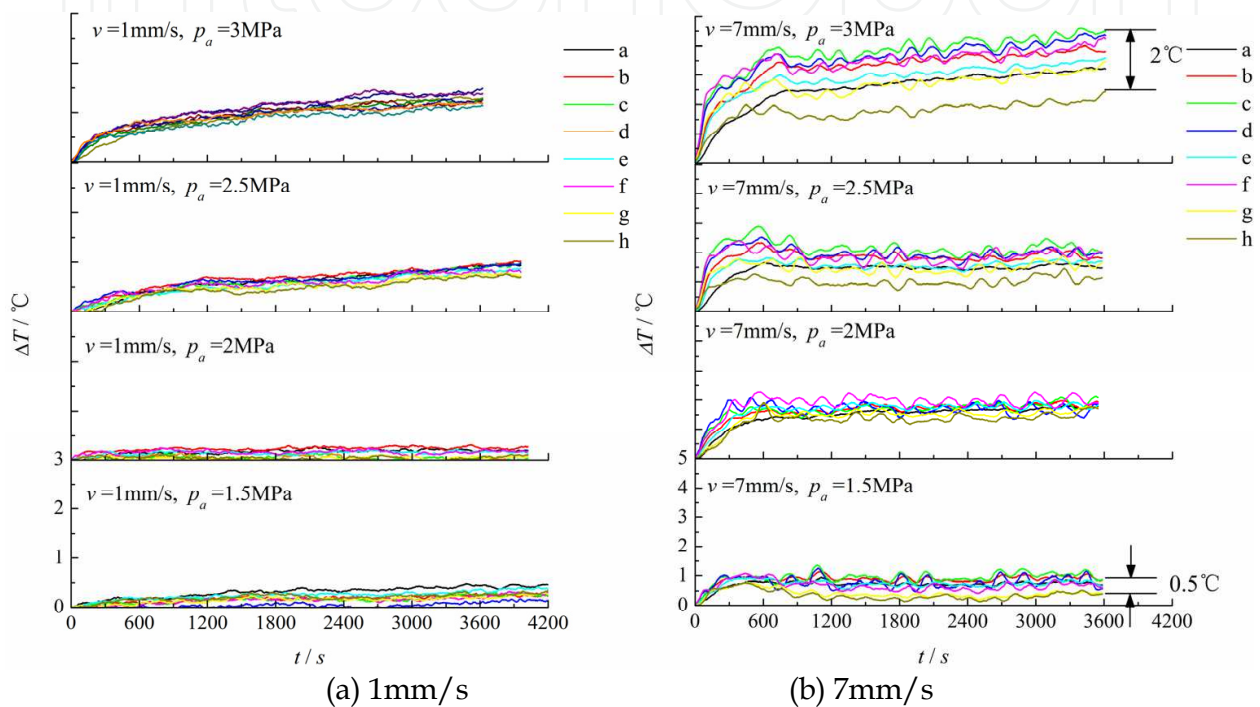 v =1mm/s, pₐ =3MPa
a
b
c
d
e
f
g
h
v =1mm/s, pₐ =2.5MPa
v =1mm/s, pₐ =2MPa
v =1mm/s, pₐ =1.5MPa
ΔT / ℃
3
2
1
0
0 600 1200 1800 2400 3000 3600 4200
t / s
(a) 1mm/s
v =7mm/s, pₐ =3MPa
2℃
a
b
c
d
e
f
g
h
v =7mm/s, pₐ =2.5MPa
v =7mm/s, pₐ =2MPa
v =7mm/s, pₐ =1.5MPa
ΔT / ℃
5
4
3
2
1
0
0.5℃
0 600 1200 1800 2400 3000 3600 4200
t / s
(b) 7mm/s